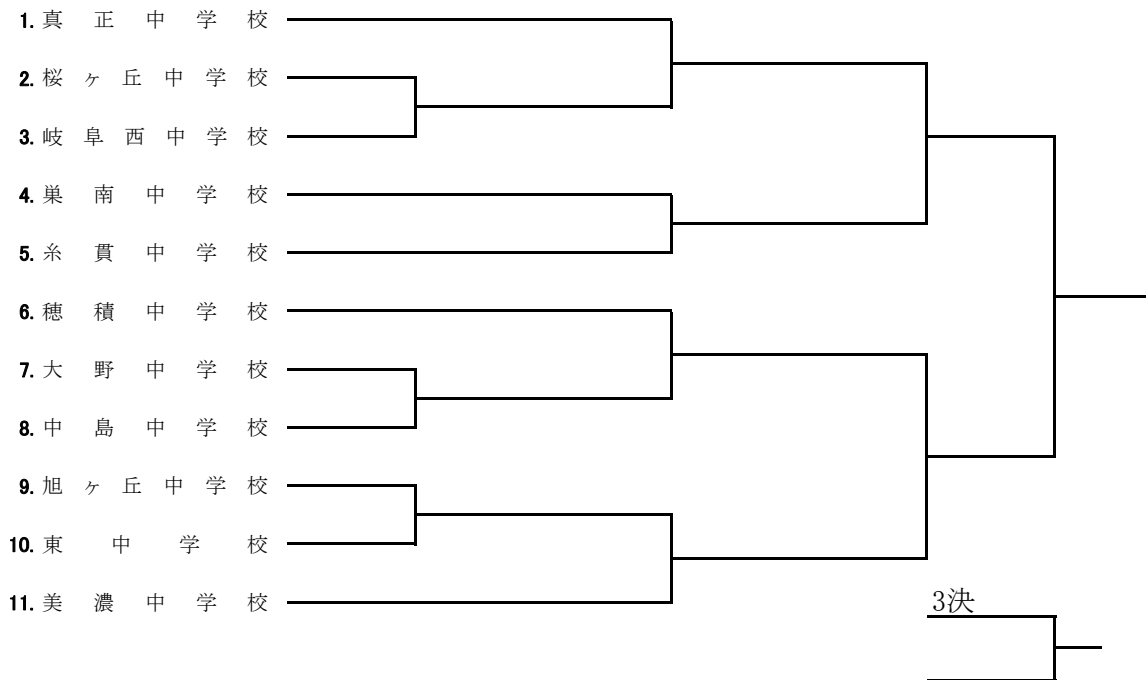 1. 真正中学校
2. 桜ヶ丘中学校
3. 岐阜西中学校
4. 巣南中学校
5. 糸貫中学校
6. 穂積中学校
7. 大野中学校
8. 中島中学校
9. 旭ヶ丘中学校
10. 東中学校
11. 美濃中学校
3決